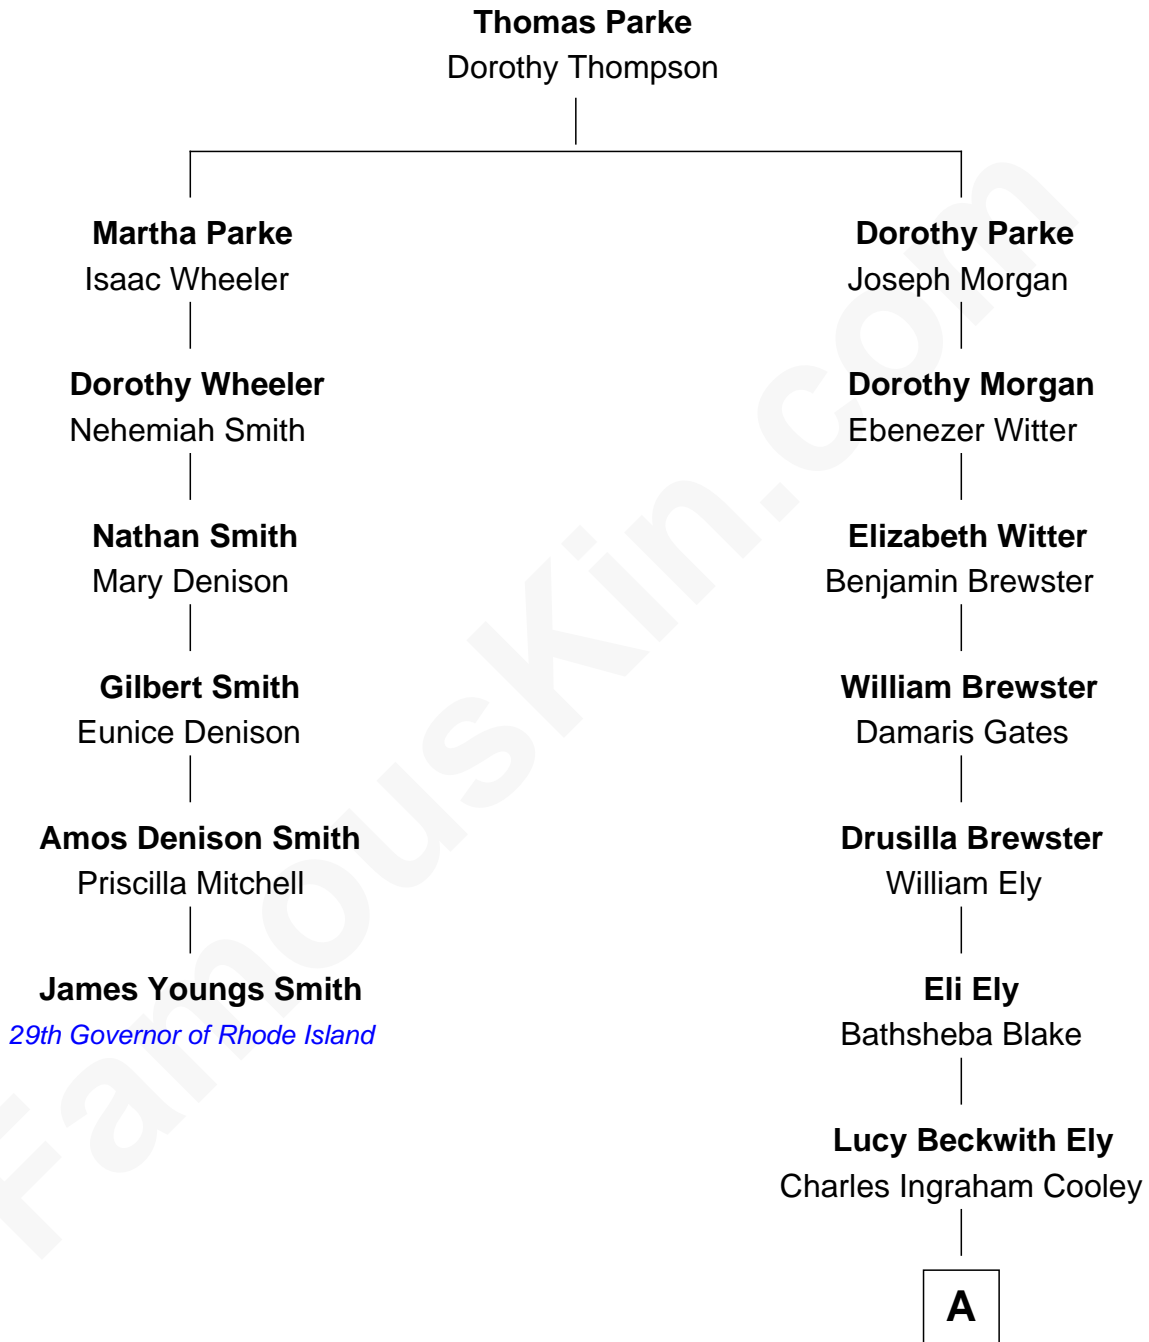 Thomas Parke
Dorothy Thompson
Martha Parke
Isaac Wheeler
Dorothy Parke
Joseph Morgan
Dorothy Wheeler
Nehemiah Smith
Dorothy Morgan
Ebenezer Witter
Nathan Smith
Mary Denison
Elizabeth Witter
Benjamin Brewster
Gilbert Smith
Eunice Denison
William Brewster
Damaris Gates
Amos Denison Smith
Priscilla Mitchell
Drusilla Brewster
William Ely
James Youngs Smith
29th Governor of Rhode Island
Eli Ely
Bathsheba Blake
Lucy Beckwith Ely
Charles Ingraham Cooley
A
FamousKin.com